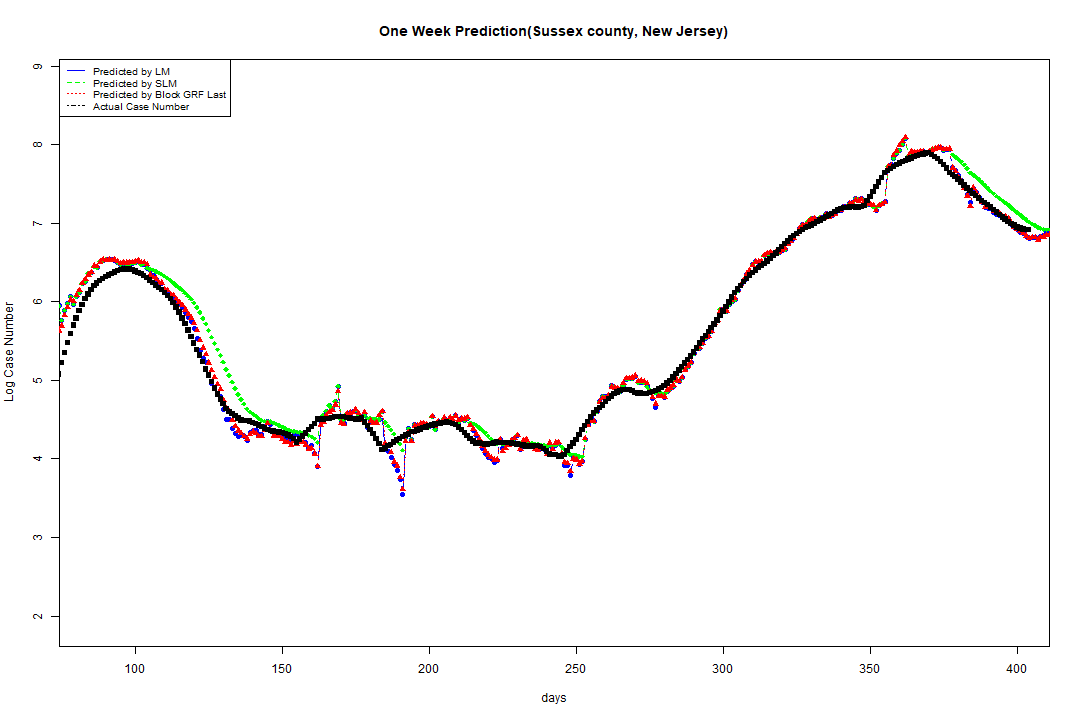 One Week Prediction(Sussex county, New Jersey)
Predicted by LM
Predicted by SLM
Predicted by Block GRF Last
Actual Case Number
Log Case Number
9
8
7
6
5
4
3
2
100 150 200 250 300 350 400
days